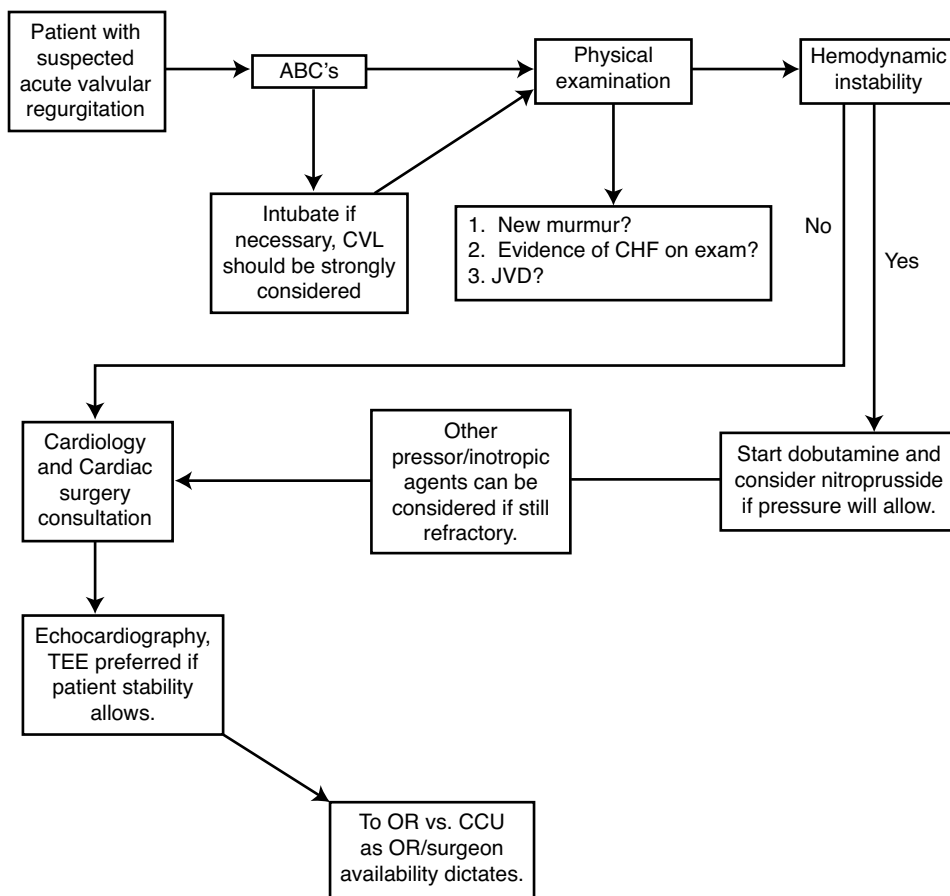 Patient with
suspected
acute valvular
regurgitation
ABC's
Physical
examination
Hemodynamic
instability
Intubate if
necessary, CVL
should be strongly
considered
1. New murmur?
2. Evidence of CHF on exam?
3. JVD?
No
Yes
Cardiology
and Cardiac
surgery
consultation
Other
pressor/inotropic
agents can be
considered if still
refractory.
Start dobutamine and
consider nitroprusside
if pressure will allow.
Echocardiography,
TEE preferred if
patient stability
allows.
To OR vs. CCU
as OR/surgeon
availability dictates.